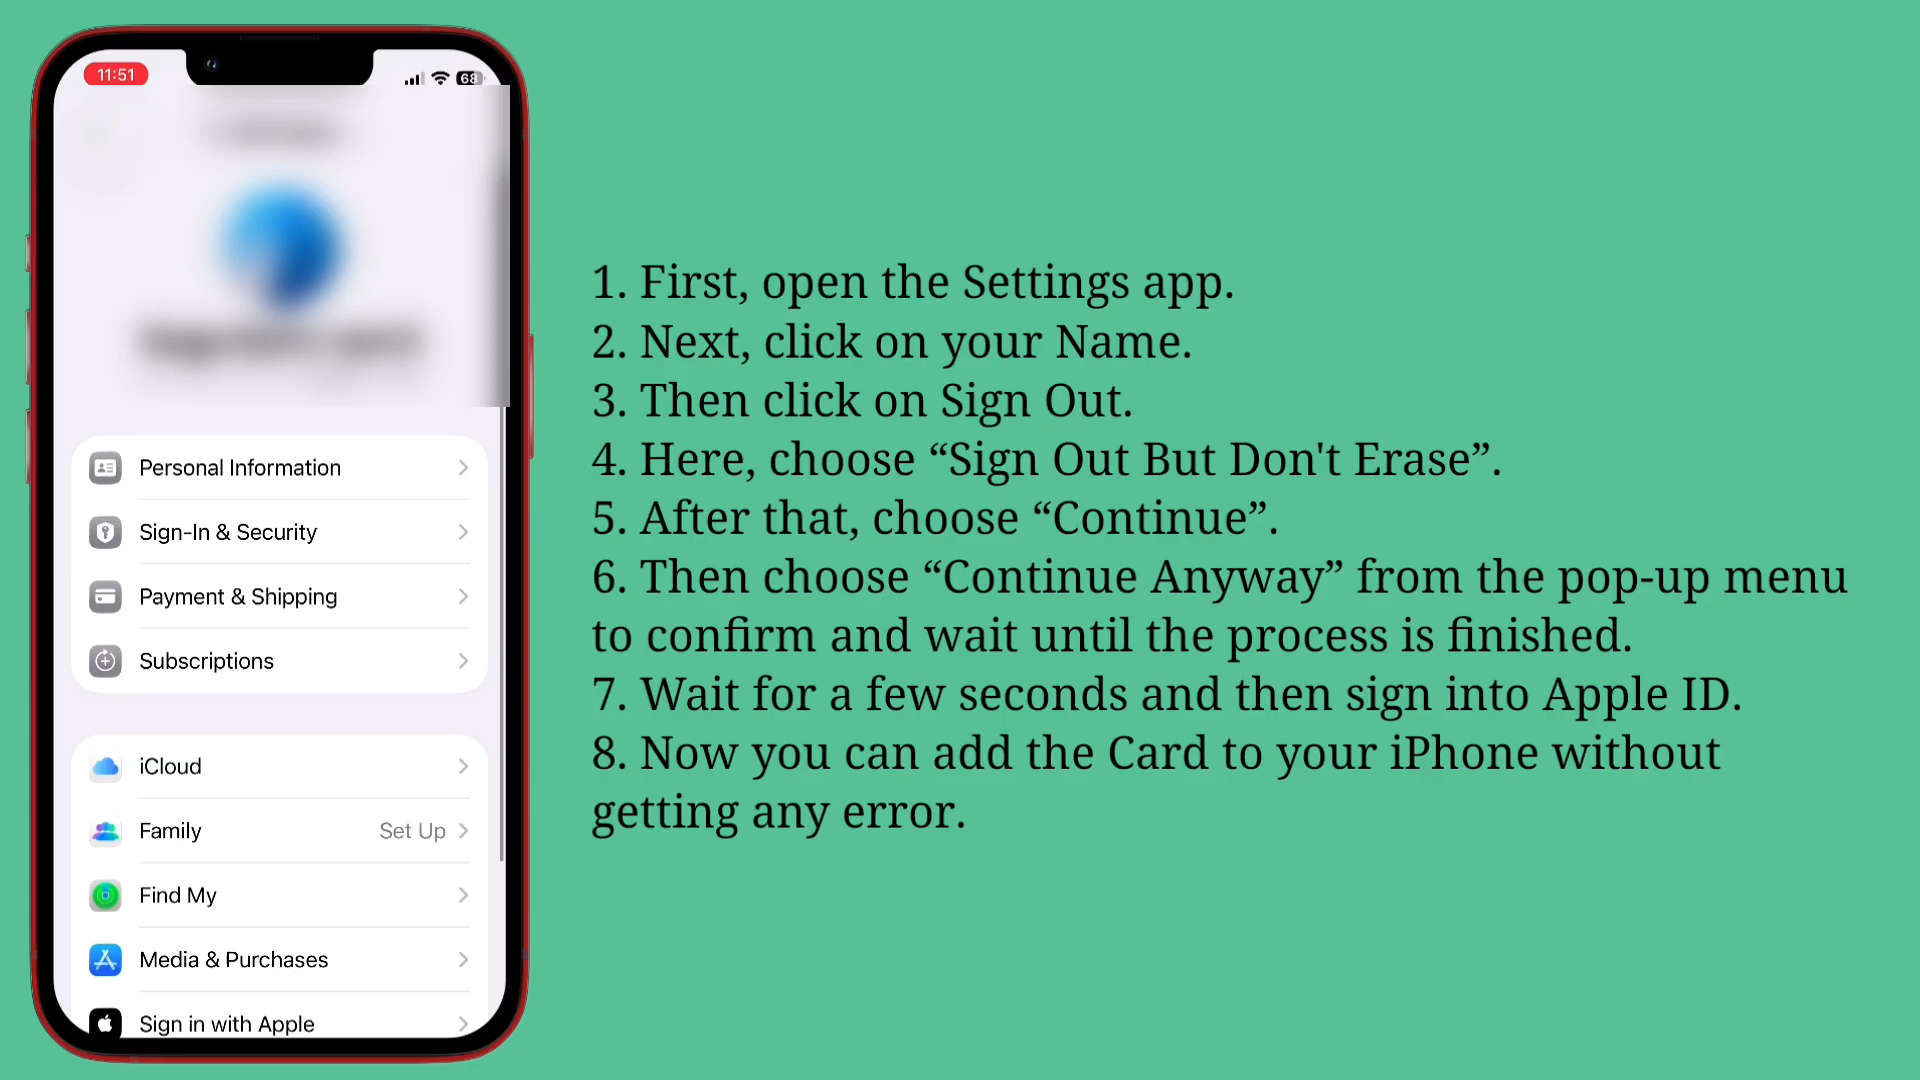 11:51
68
Personal Information
Sign-In & Security
Payment & Shipping
Subscriptions
iCloud
Family Set Up
Find My
Media & Purchases
Sign in with Apple
1. First, open the Settings app.
2. Next, click on your Name.
3. Then click on Sign Out.
4. Here, choose “Sign Out But Don't Erase”.
5. After that, choose “Continue”.
6. Then choose “Continue Anyway” from the pop-up menu
to confirm and wait until the process is finished.
7. Wait for a few seconds and then sign into Apple ID.
8. Now you can add the Card to your iPhone without
getting any error.